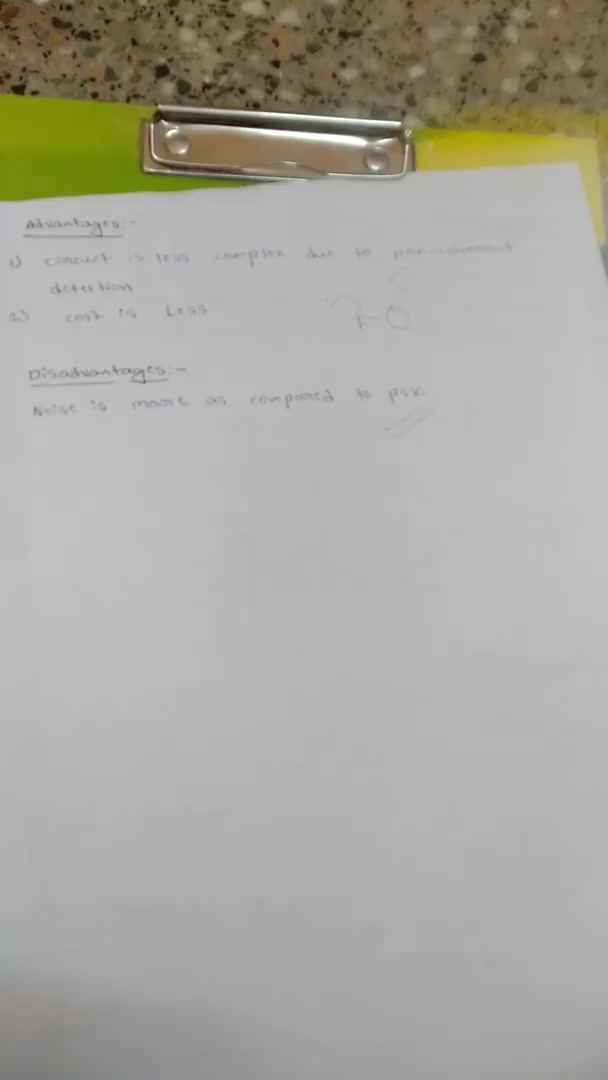 Advantages:-
1) circuit is less complex due to non-coherent
detection
2) cost is Less
Disadvantages:-
Noise is more as compared to psk